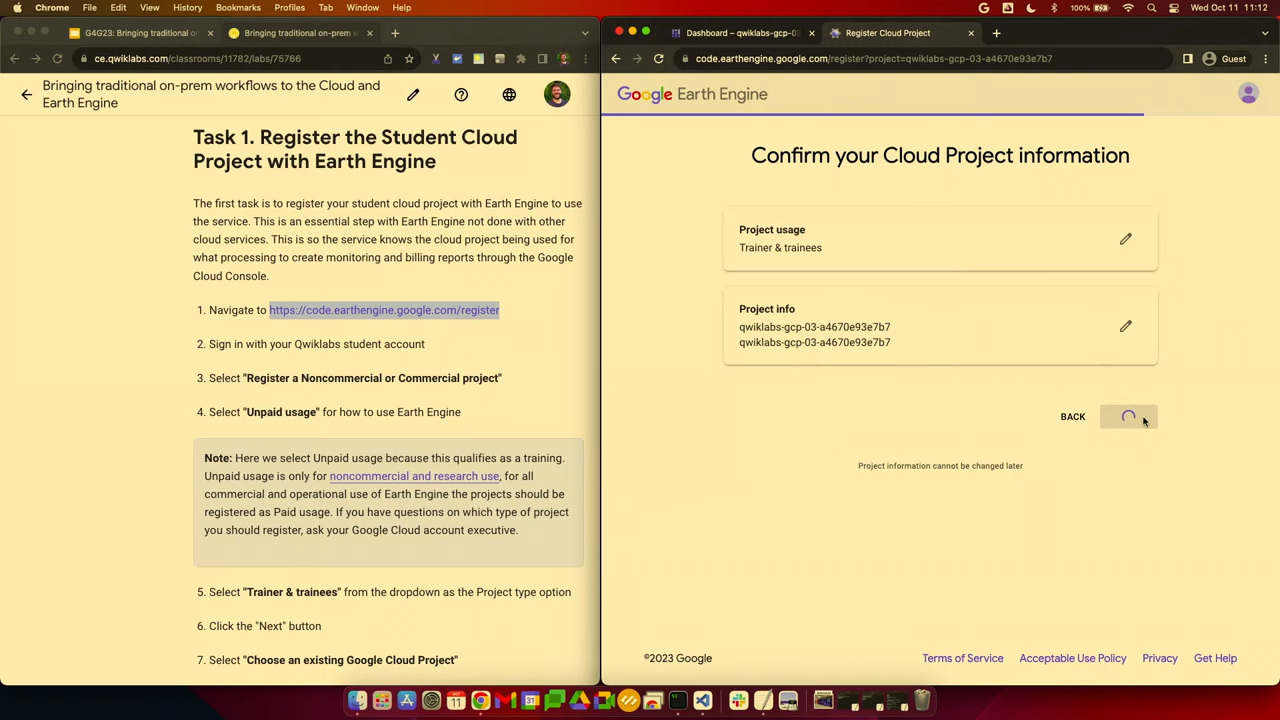 Chrome File Edit View History Bookmarks Profiles Tab Window Help
100% Wed Oct 11 11:12
G4G23: Bringing traditional on
Bringing traditional on-prem w
ce.qwiklabs.com/classrooms/11782/labs/75766
Bringing traditional on-prem workflows to the Cloud and
Earth Engine
Task 1. Register the Student Cloud
Project with Earth Engine
The first task is to register your student cloud project with Earth Engine to use
the service. This is an essential step with Earth Engine not done with other
cloud services. This is so the service knows the cloud project being used for
what processing to create monitoring and billing reports through the Google
Cloud Console.
1. Navigate to https://code.earthengine.google.com/register
2. Sign in with your Qwiklabs student account
3. Select "Register a Noncommercial or Commercial project"
4. Select "Unpaid usage" for how to use Earth Engine
Note: Here we select Unpaid usage because this qualifies as a training.
Unpaid usage is only for noncommercial and research use, for all
commercial and operational use of Earth Engine the projects should be
registered as Paid usage. If you have questions on which type of project
you should register, ask your Google Cloud account executive.
5. Select "Trainer & trainees" from the dropdown as the Project type option
6. Click the "Next" button
7. Select "Choose an existing Google Cloud Project"
Dashboard – qwiklabs-gcp-03-
Register Cloud Project
code.earthengine.google.com/register?project=qwiklabs-gcp-03-a4670e93e7b7
Guest
Google Earth Engine
Confirm your Cloud Project information
Project usage
Trainer & trainees
Project info
qwiklabs-gcp-03-a4670e93e7b7
qwiklabs-gcp-03-a4670e93e7b7
BACK
Project information cannot be changed later
©2023 Google
Terms of Service Acceptable Use Policy Privacy Get Help